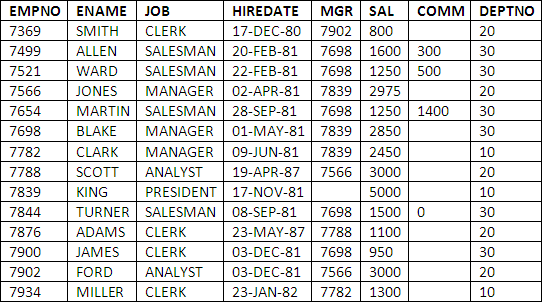 EMPNO ENAME JOB HIREDATE MGR SAL COMM DEPTNO
7369 SMITH CLERK 17-DEC-80 7902 800 20
7499 ALLEN SALESMAN 20-FEB-81 7698 1600 300 30
7521 WARD SALESMAN 22-FEB-81 7698 1250 500 30
7566 JONES MANAGER 02-APR-81 7839 2975 20
7654 MARTIN SALESMAN 28-SEP-81 7698 1250 1400 30
7698 BLAKE MANAGER 01-MAY-81 7839 2850 30
7782 CLARK MANAGER 09-JUN-81 7839 2450 10
7788 SCOTT ANALYST 19-APR-87 7566 3000 20
7839 KING PRESIDENT 17-NOV-81 5000 10
7844 TURNER SALESMAN 08-SEP-81 7698 1500 0 30
7876 ADAMS CLERK 23-MAY-87 7788 1100 20
7900 JAMES CLERK 03-DEC-81 7698 950 30
7902 FORD ANALYST 03-DEC-81 7566 3000 20
7934 MILLER CLERK 23-JAN-82 7782 1300 10